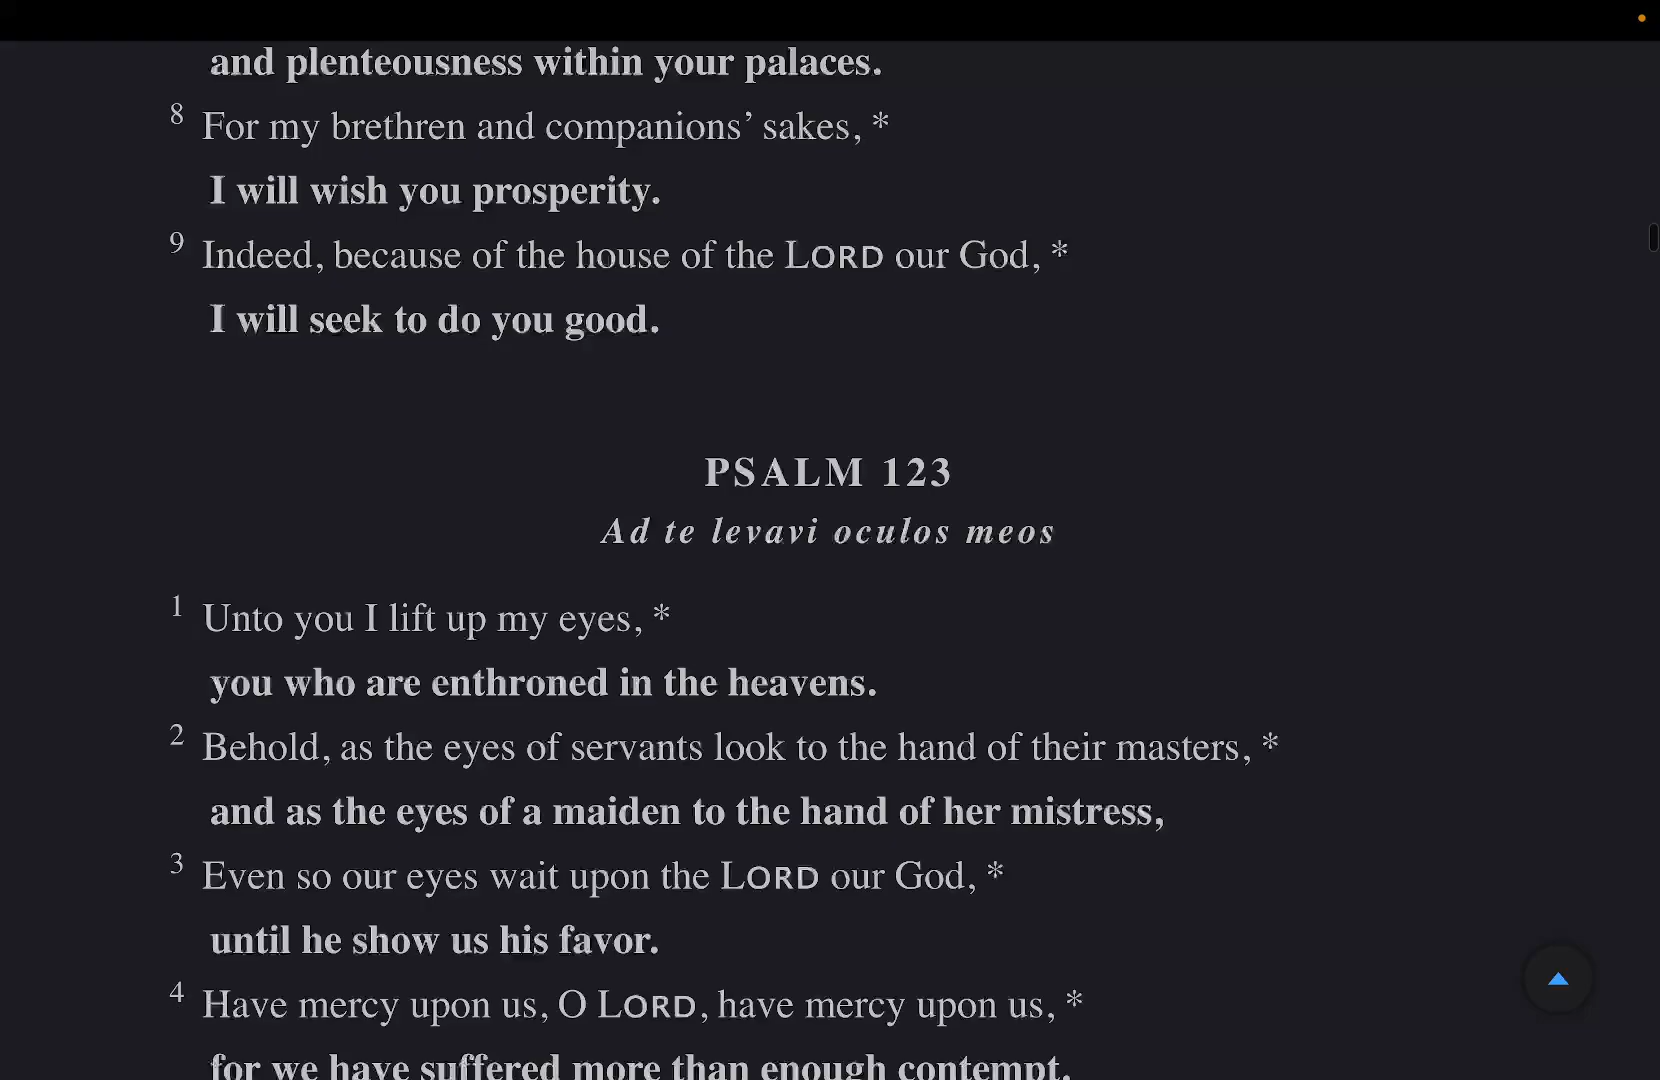 and plenteousness within your palaces.
8 For my brethren and companions’ sakes, *
I will wish you prosperity.
9 Indeed, because of the house of the LORD our God, *
I will seek to do you good.
PSALM 123
Ad te levavi oculos meos
1 Unto you I lift up my eyes, *
you who are enthroned in the heavens.
2 Behold, as the eyes of servants look to the hand of their masters, *
and as the eyes of a maiden to the hand of her mistress,
3 Even so our eyes wait upon the LORD our God, *
until he show us his favor.
4 Have mercy upon us, O LORD, have mercy upon us, *
for we have suffered more than enough contempt.